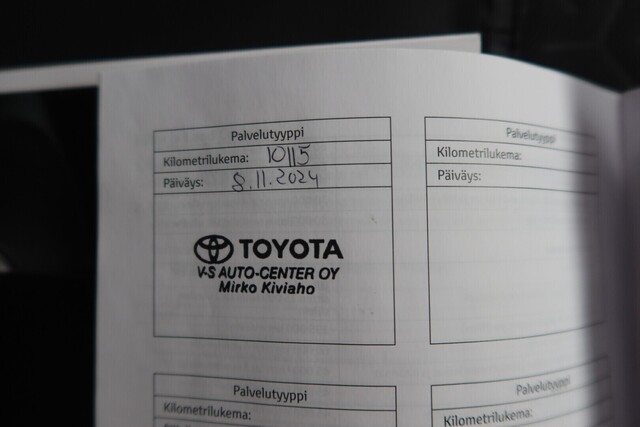 Palvelutyyppi
Kilometrilukema: 10115
Päiväys: 8.11.2024
TOYOTA
V-S AUTO-CENTER OY
Mirko Kiviaho
Palvelutyyppi
Kilometrilukema:
Päiväys:
Palvelutyyppi
Kilometrilukema:
Palvelutyyppi
Kilometrilukema: